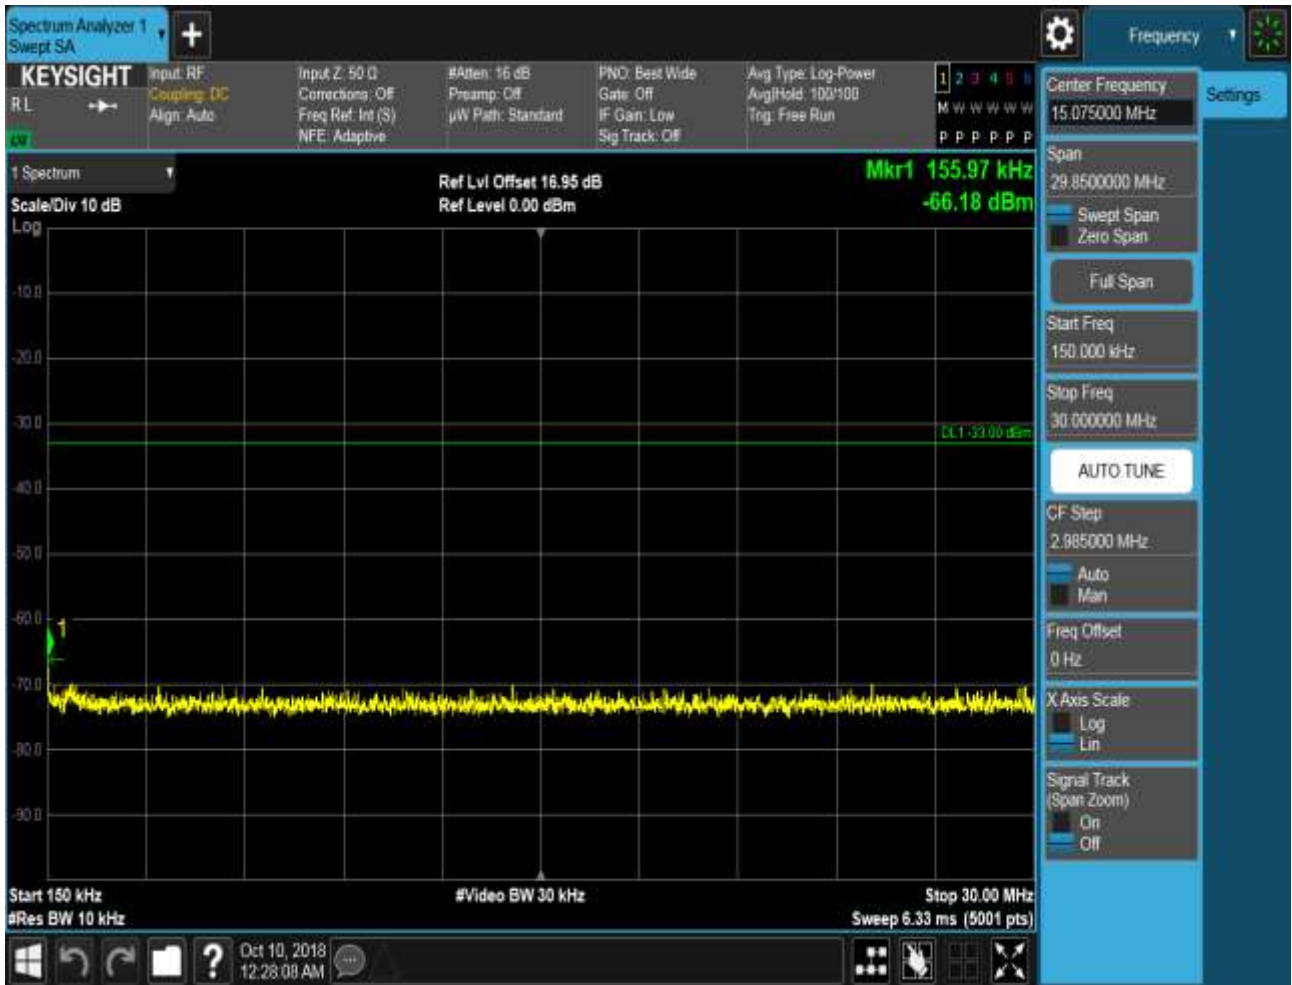 Spectrum Analyzer 1
Swept SA
+
Frequency
KEYSIGHT
RL
Input: RF
Coupling: DC
Align: Auto
Input Z: 50 Ω
Corrections: Off
Freq Ref: Int (S)
NFE: Adaptive
#Atten: 16 dB
Preamp: Off
µW Path: Standard
PNO: Best Wide
Gate: Off
IF Gain: Low
Sig Track: Off
Avg Type: Log-Power
Avg|Hold: 100/100
Trig: Free Run
1 2 3 4 5 6
M W W W W W
P P P P P P
1 Spectrum
Scale/Div 10 dB
Log
Ref Lvl Offset 16.95 dB
Ref Level 0.00 dBm
Mkr1 155.97 kHz
-66.18 dBm
-10.0
-20.0
-30.0
DL1 -33.00 dBm
-40.0
-50.0
-60.0
1
-70.0
-80.0
-90.0
Start 150 kHz
#Video BW 30 kHz
Stop 30.00 MHz
#Res BW 10 kHz
Sweep 6.33 ms (5001 pts)
?
Oct 10, 2018
12:28:08 AM
Center Frequency
15.075000 MHz
Settings
Span
29.8500000 MHz
Swept Span
Zero Span
Full Span
Start Freq
150.000 kHz
Stop Freq
30.000000 MHz
AUTO TUNE
CF Step
2.985000 MHz
Auto
Man
Freq Offset
0 Hz
X Axis Scale
Log
Lin
Signal Track
(Span Zoom)
On
Off